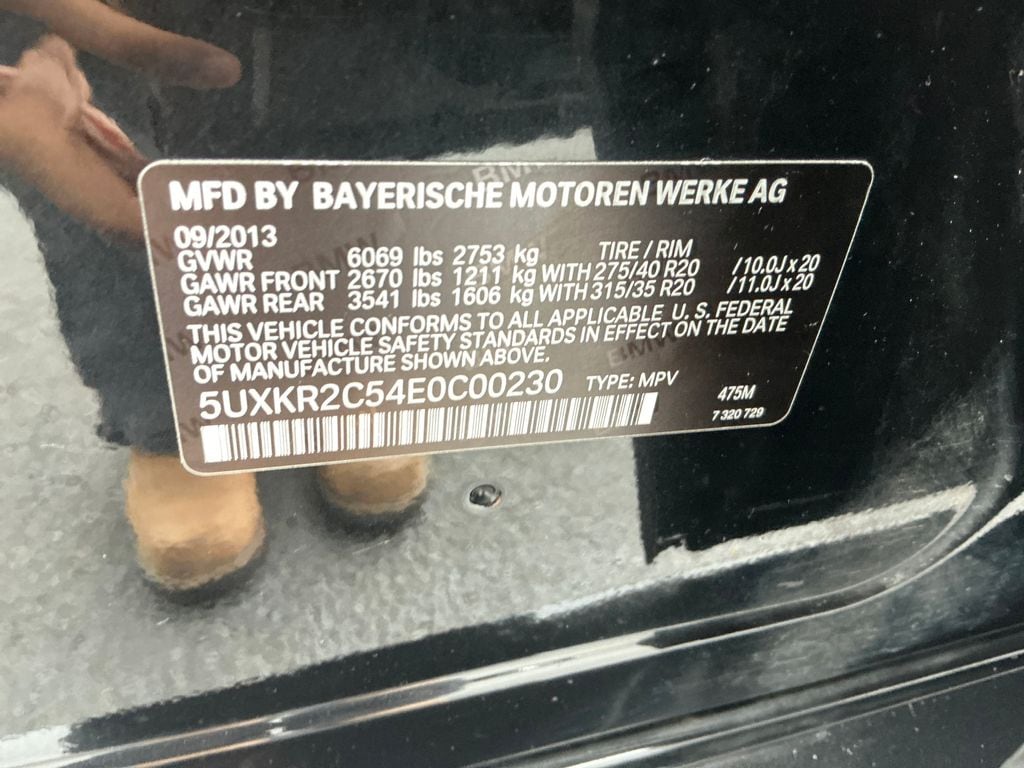 MFD BY BAYERISCHE MOTOREN WERKE AG
09/2013
TIRE / RIM
GVWR 6069 lbs 2753 kg
GAWR FRONT 2670 lbs 1211 kg WITH 275/40 R20 /10.0J x 20
GAWR REAR 3541 lbs 1606 kg WITH 315/35 R20 /11.0J x 20
THIS VEHICLE CONFORMS TO ALL APPLICABLE U. S. FEDERAL
MOTOR VEHICLE SAFETY STANDARDS IN EFFECT ON THE DATE
OF MANUFACTURE SHOWN ABOVE.
5UXKR2C54E0C00230 TYPE: MPV 475M
7 320 729
BMW
BMW
BMW